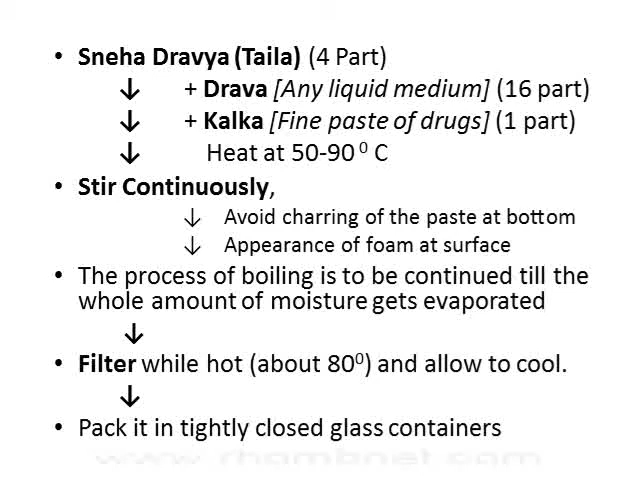 • Sneha Dravya (Taila) (4 Part)
↓ + Drava [Any liquid medium] (16 part)
↓ + Kalka [Fine paste of drugs] (1 part)
↓ Heat at 50-90⁰ C
• Stir Continuously,
↓ Avoid charring of the paste at bottom
↓ Appearance of foam at surface
• The process of boiling is to be continued till the
whole amount of moisture gets evaporated
↓
• Filter while hot (about 80⁰) and allow to cool.
↓
• Pack it in tightly closed glass containers